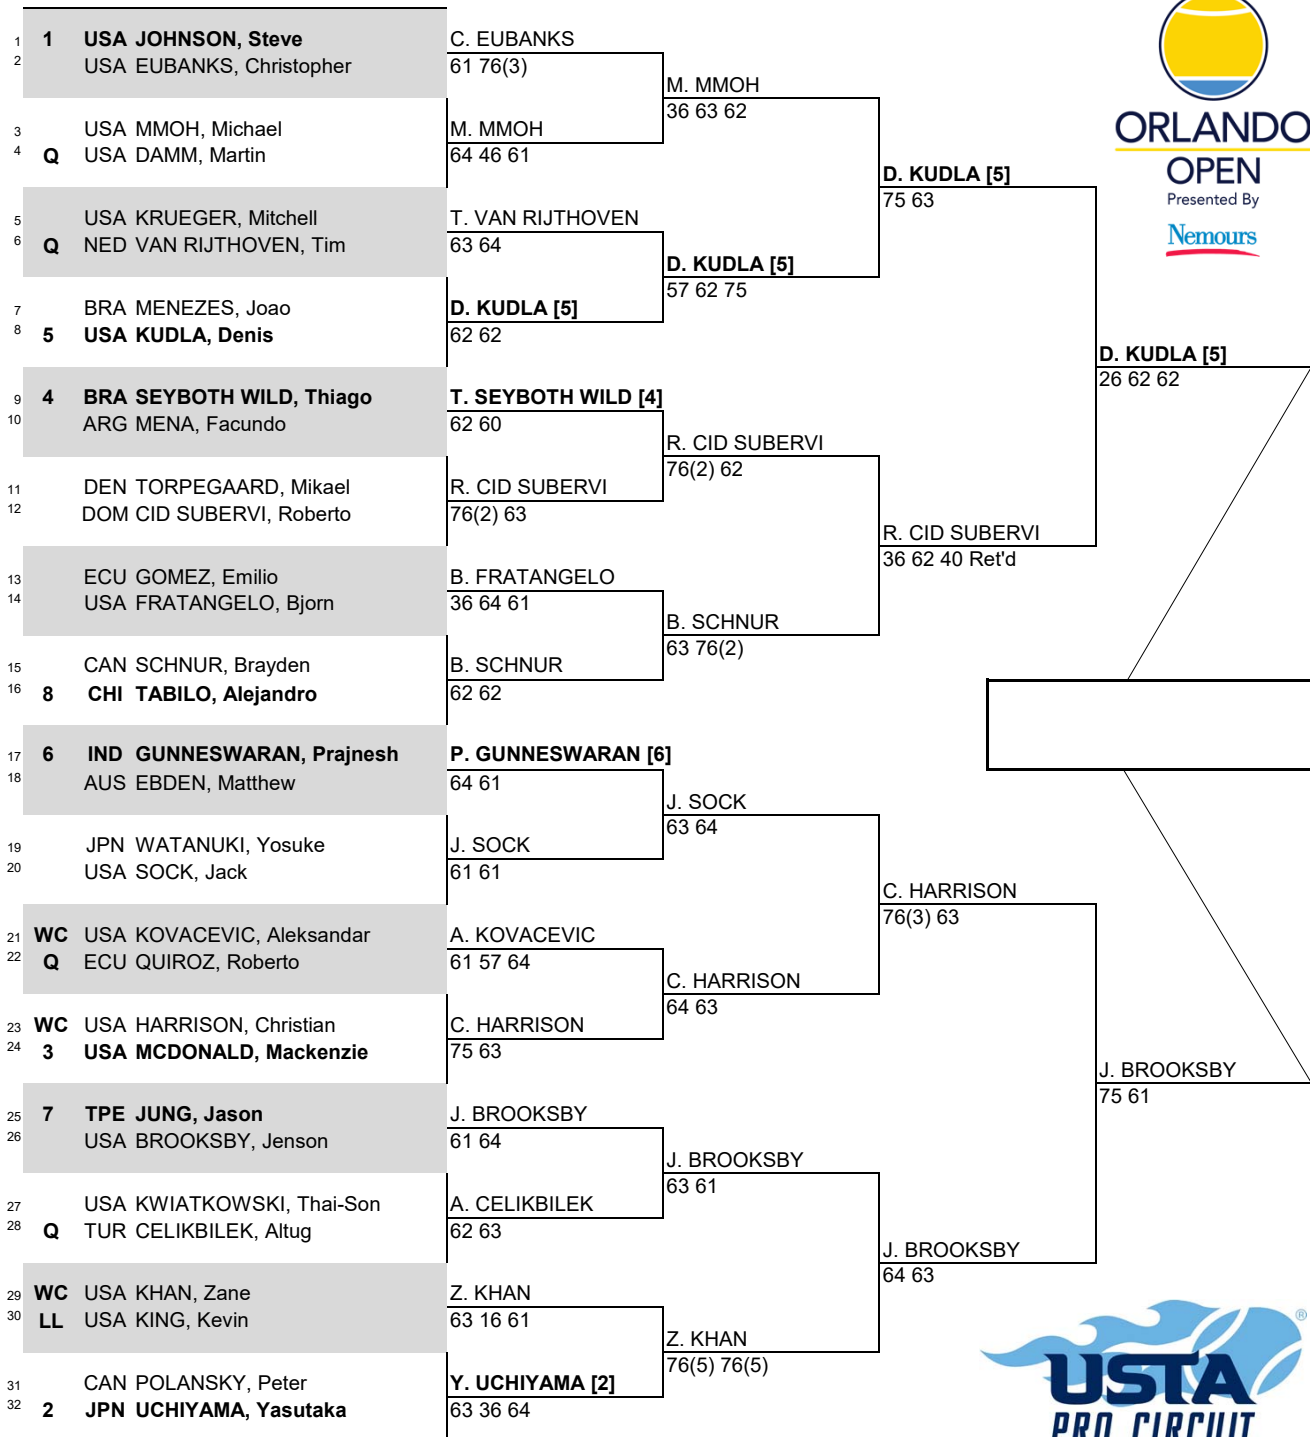 1 1 USA JOHNSON, Steve
2 USA EUBANKS, Christopher
3 USA MMOH, Michael
4 Q USA DAMM, Martin
5 USA KRUEGER, Mitchell
6 Q NED VAN RIJTHOVEN, Tim
7 BRA MENEZES, Joao
8 5 USA KUDLA, Denis
9 4 BRA SEYBOTH WILD, Thiago
10 ARG MENA, Facundo
11 DEN TORPEGAARD, Mikael
12 DOM CID SUBERVI, Roberto
13 ECU GOMEZ, Emilio
14 USA FRATANGELO, Bjorn
15 CAN SCHNUR, Brayden
16 8 CHI TABILO, Alejandro
17 6 IND GUNNESWARAN, Prajnesh
18 AUS EBDEN, Matthew
19 JPN WATANUKI, Yosuke
20 USA SOCK, Jack
21 WC USA KOVACEVIC, Aleksandar
22 Q ECU QUIROZ, Roberto
23 WC USA HARRISON, Christian
24 3 USA MCDONALD, Mackenzie
25 7 TPE JUNG, Jason
26 USA BROOKSBY, Jenson
27 USA KWIATKOWSKI, Thai-Son
28 Q TUR CELIKBILEK, Altug
29 WC USA KHAN, Zane
30 LL USA KING, Kevin
31 CAN POLANSKY, Peter
32 2 JPN UCHIYAMA, Yasutaka
C. EUBANKS
61 76(3)
M. MMOH
64 46 61
T. VAN RIJTHOVEN
63 64
D. KUDLA [5]
62 62
T. SEYBOTH WILD [4]
62 60
R. CID SUBERVI
76(2) 63
B. FRATANGELO
36 64 61
B. SCHNUR
62 62
P. GUNNESWARAN [6]
64 61
J. SOCK
61 61
A. KOVACEVIC
61 57 64
C. HARRISON
75 63
J. BROOKSBY
61 64
A. CELIKBILEK
62 63
Z. KHAN
63 16 61
Y. UCHIYAMA [2]
63 36 64
M. MMOH
36 63 62
D. KUDLA [5]
57 62 75
R. CID SUBERVI
76(2) 62
B. SCHNUR
63 76(2)
J. SOCK
63 64
C. HARRISON
64 63
J. BROOKSBY
63 61
Z. KHAN
76(5) 76(5)
D. KUDLA [5]
75 63
R. CID SUBERVI
36 62 40 Ret'd
C. HARRISON
76(3) 63
J. BROOKSBY
64 63
D. KUDLA [5]
26 62 62
J. BROOKSBY
75 61
ORLANDO
OPEN
Presented By
Nemours
USTA ®
PRO CIRCUIT